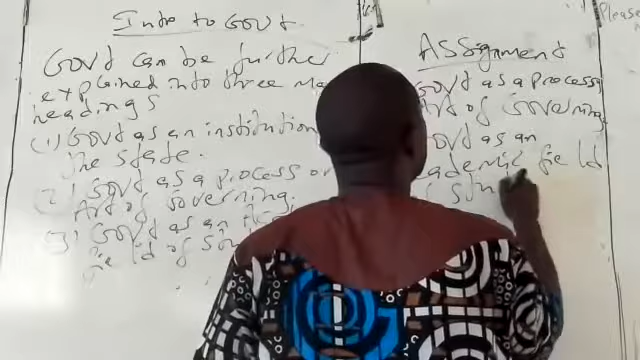 Intro to Govt
Govt can be further
explained into three
headings
(1) Govt as an institution
The state.
(2) Govt as a process or
Art of Governing.
(3) Govt as an
field of
Assignment
Govt as a process
Art of Governing
Govt as an
ademic field
Please